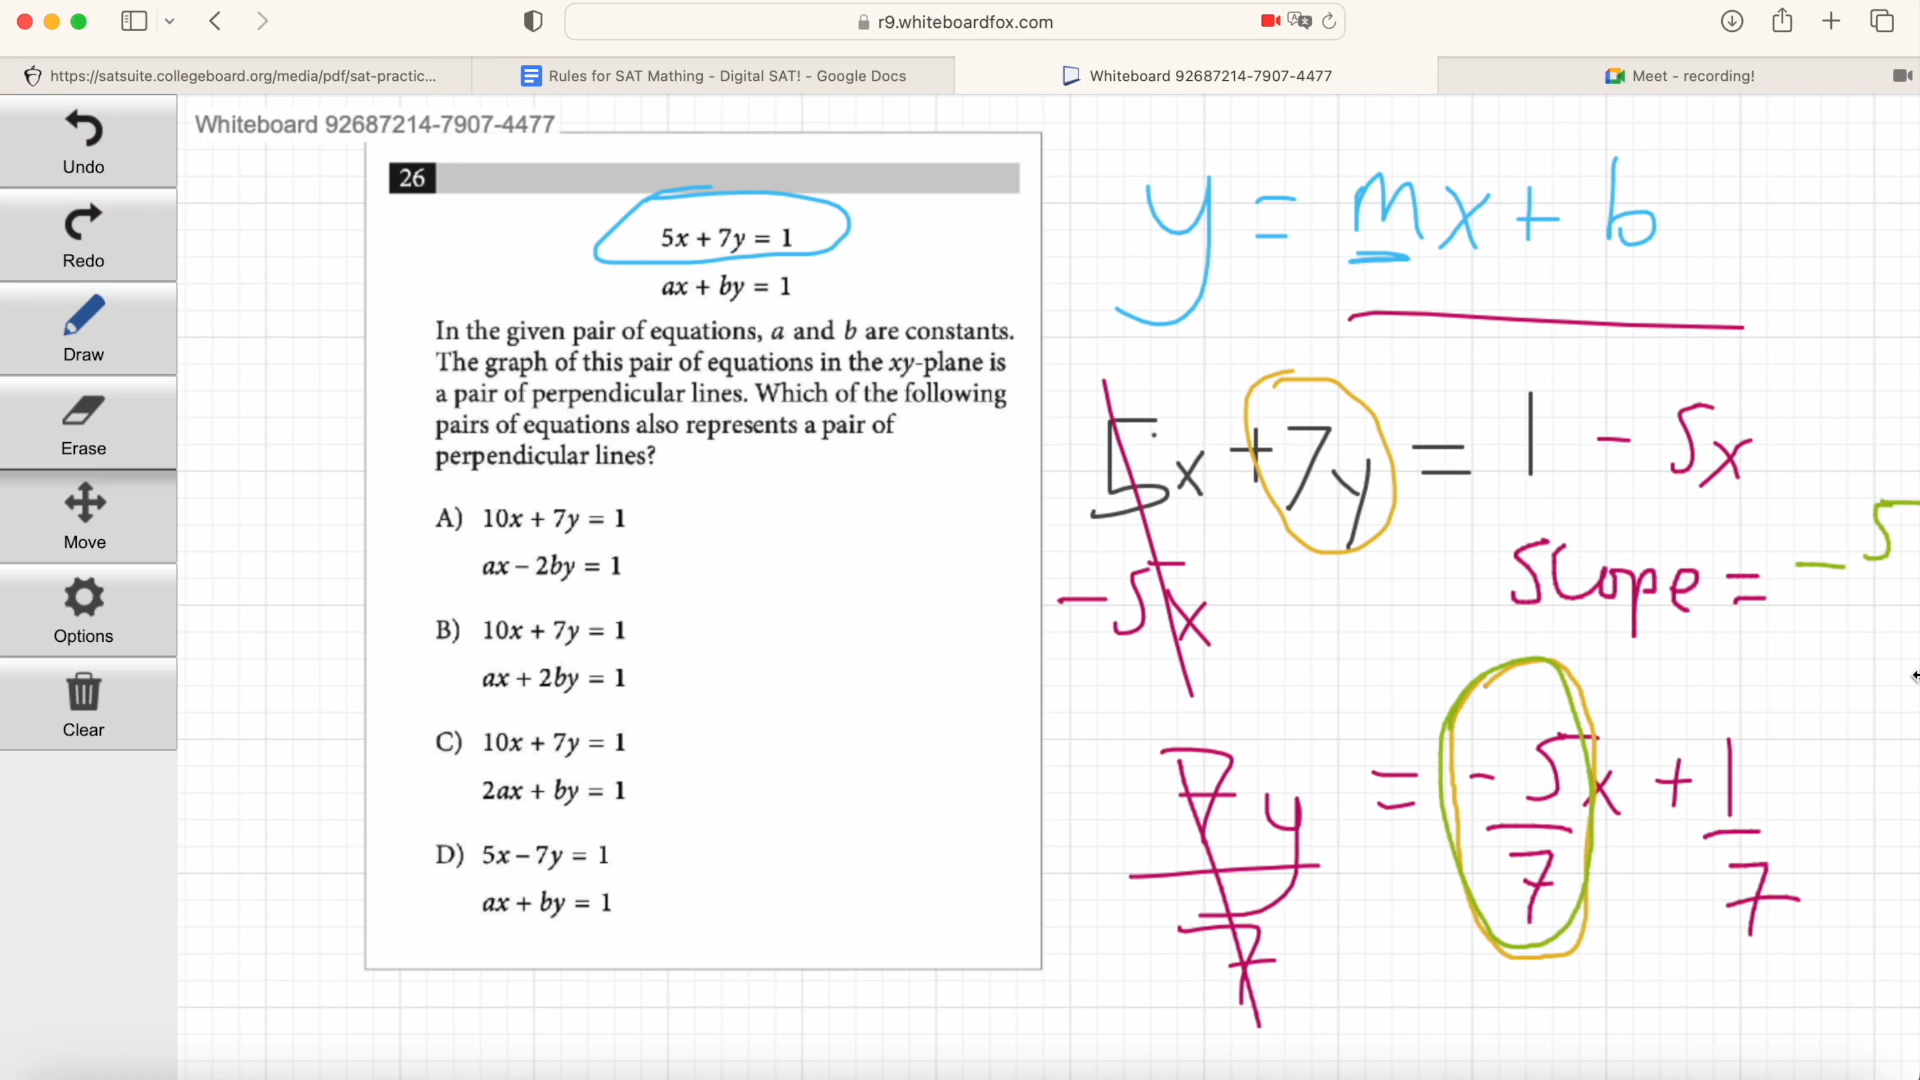 r9.whiteboardfox.com
https://satsuite.collegeboard.org/media/pdf/sat-practic...
Rules for SAT Mathing - Digital SAT! - Google Docs
Whiteboard 92687214-7907-4477
Meet - recording!
Undo
Redo
Draw
Erase
Move
Options
Clear
Whiteboard 92687214-7907-4477
26
5x + 7y = 1
ax + by = 1
In the given pair of equations, a and b are constants.
The graph of this pair of equations in the xy-plane is
a pair of perpendicular lines. Which of the following
pairs of equations also represents a pair of
perpendicular lines?
A) 10x + 7y = 1
ax – 2by = 1
B) 10x + 7y = 1
ax + 2by = 1
C) 10x + 7y = 1
2ax + by = 1
D) 5x – 7y = 1
ax + by = 1
y = mx + b
5x + 7y = 1 - 5x
-5x
Slope = -5
7y = -5x + 1
7 7 7